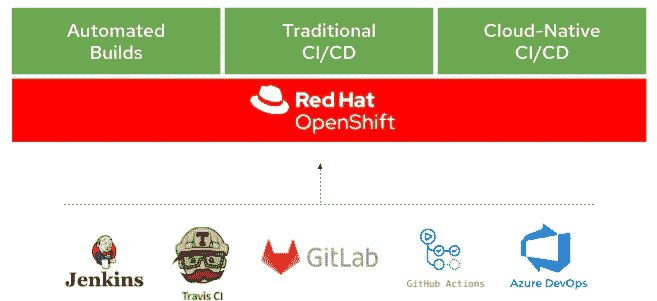 Automated
Builds
Traditional
CI/CD
Cloud-Native
CI/CD
Red Hat
OpenShift
Jenkins
T
Travis CI
GitLab
GitHub Actions
Azure DevOps